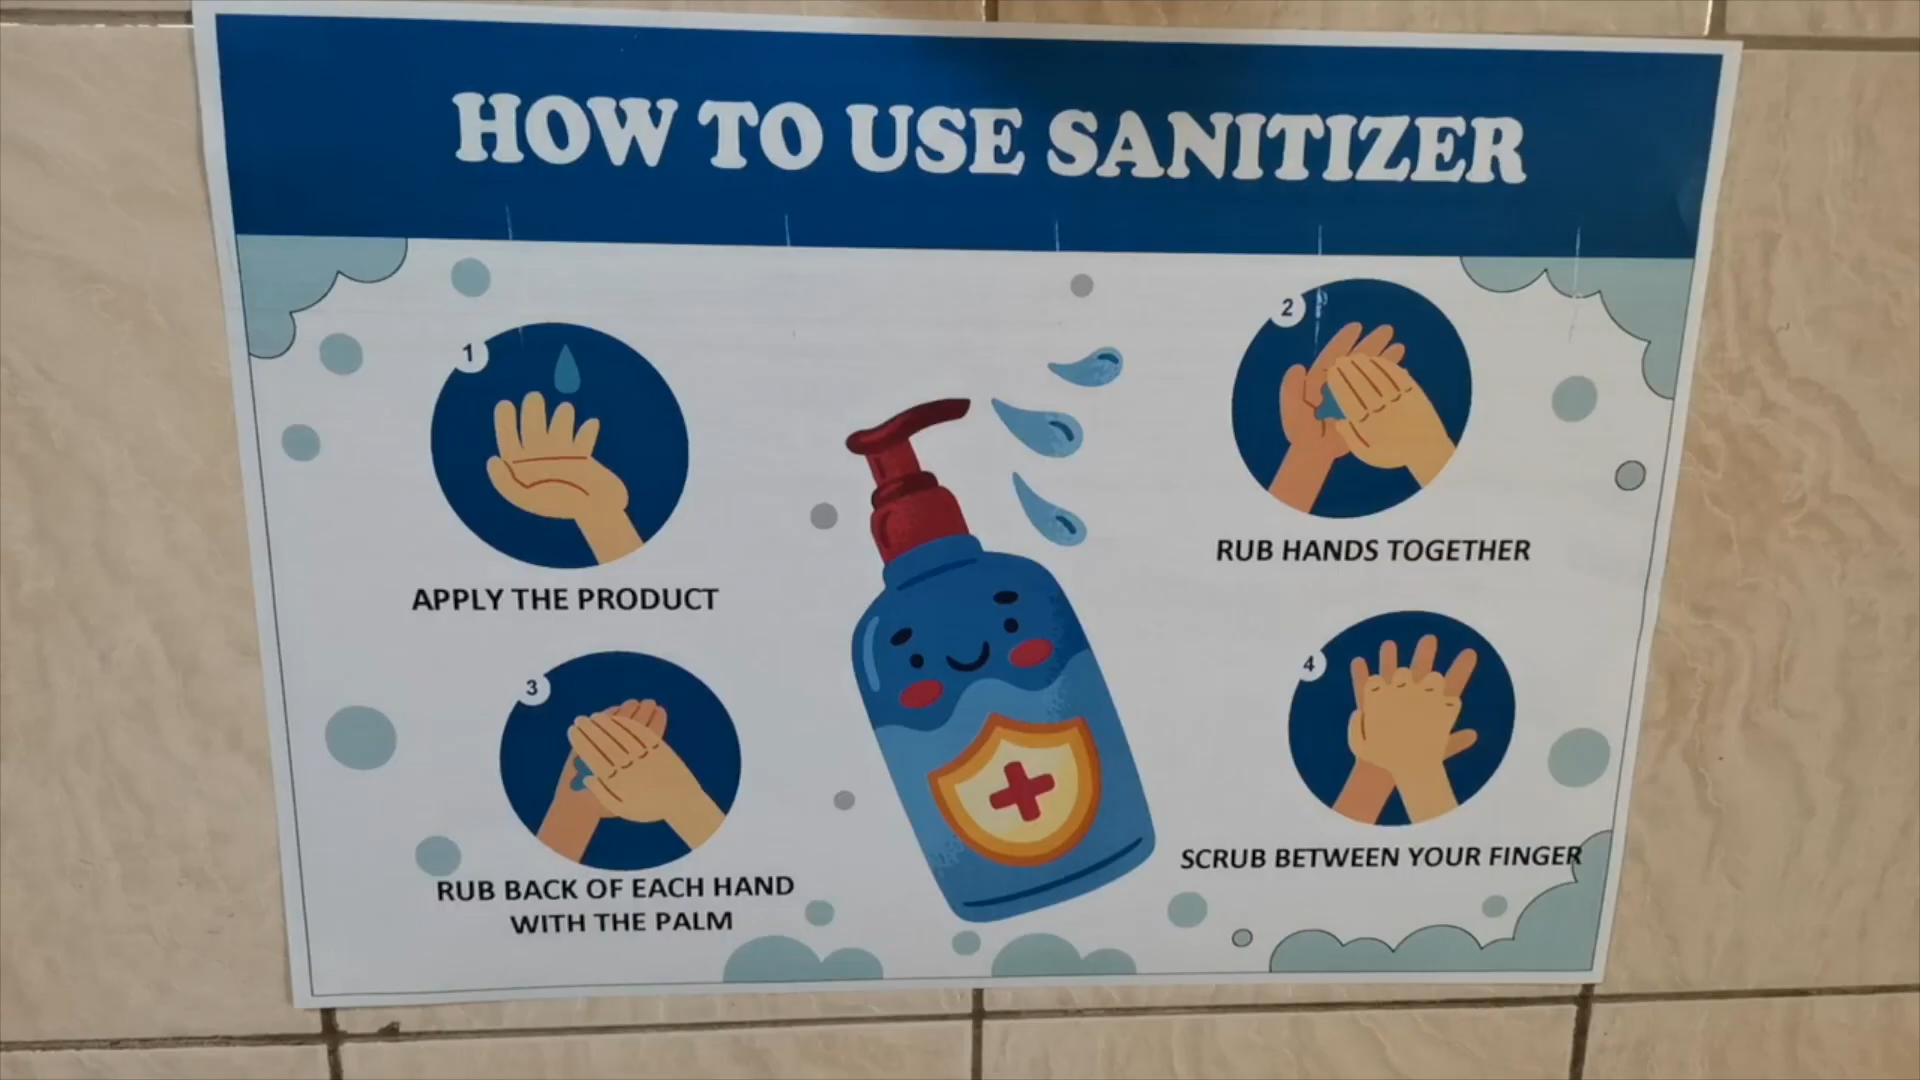 HOW TO USE SANITIZER
1
APPLY THE PRODUCT
2
RUB HANDS TOGETHER
3
RUB BACK OF EACH HAND
WITH THE PALM
4
SCRUB BETWEEN YOUR FINGER